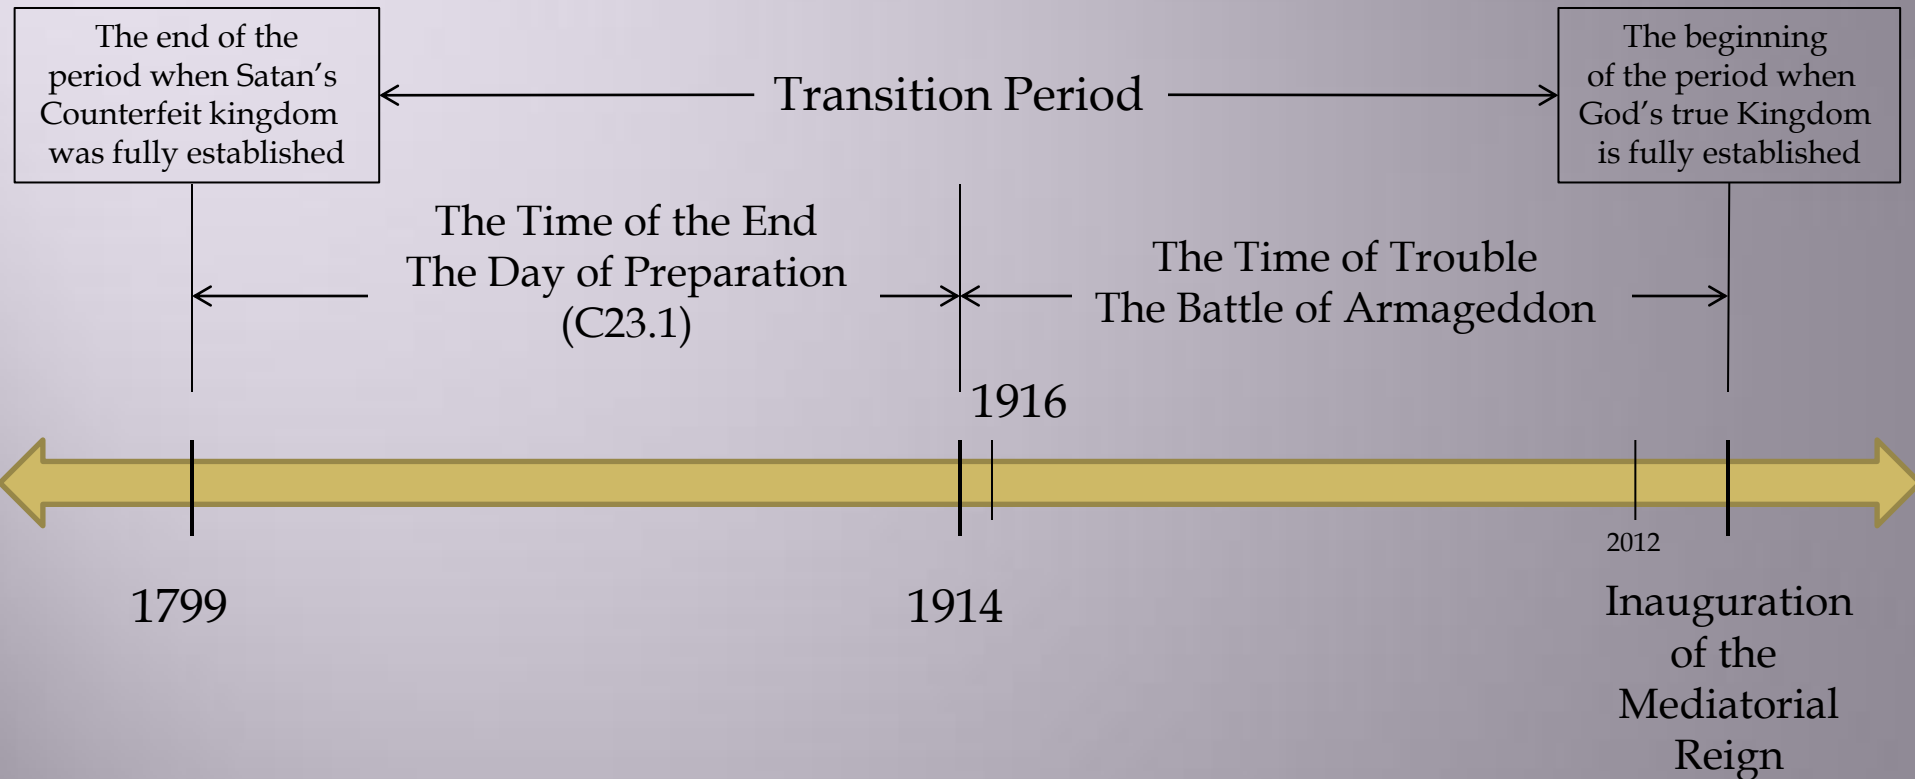 The end of the
period when Satan’s
Counterfeit kingdom
was fully established
Transition Period
The beginning
of the period when
God’s true Kingdom
is fully established
The Time of the End
The Day of Preparation
(C23.1)
The Time of Trouble
The Battle of Armageddon
1916
2012
1799
1914
Inauguration
of the
Mediatorial
Reign